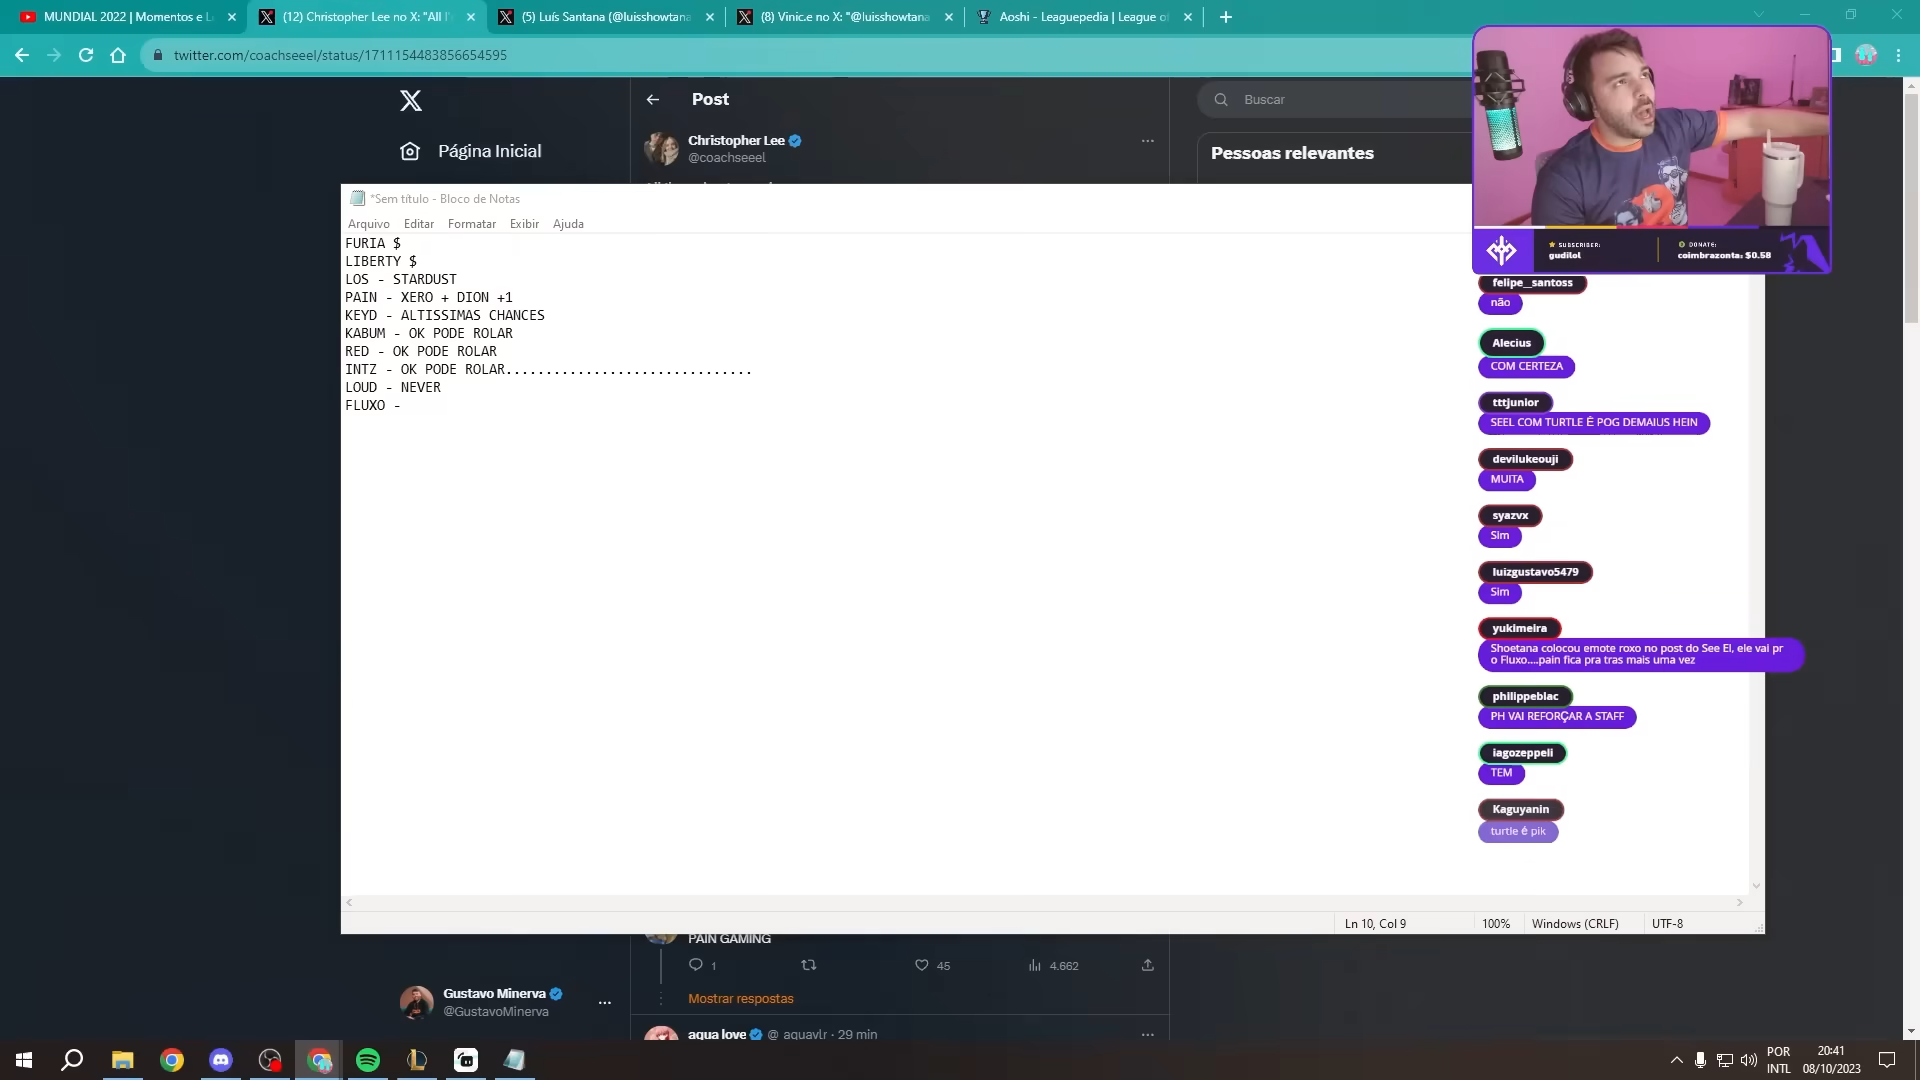 MUNDIAL 2022 | Momentos e L
(12) Christopher Lee no X: "All I'
(5) Luís Santana (@luisshowtana
(8) Vinic.e no X: "@luisshowtana
Aoshi - Leaguepedia | League of
twitter.com/coachseeel/status/1711154483856654595
Página Inicial
Post
Christopher Lee
@coachseeel
Buscar
Pessoas relevantes
*Sem título - Bloco de Notas
Arquivo Editar Formatar Exibir Ajuda
FURIA $
LIBERTY $
LOS - STARDUST
PAIN - XERO + DION +1
KEYD - ALTISSIMAS CHANCES
KABUM - OK PODE ROLAR
RED - OK PODE ROLAR
INTZ - OK PODE ROLAR...............................
LOUD - NEVER
FLUXO -
Ln 10, Col 9
100%
Windows (CRLF)
UTF-8
SUBSCRIBER:
gudilol
DONATE:
coimbrazonta: $0.58
felipe__santoss
não
Alecius
COM CERTEZA
tttjunior
SEEL COM TURTLE É POG DEMAIUS HEIN
devilukeouji
MUITA
syazvx
Sim
luizgustavo5479
Sim
yukimeira
Shoetana colocou emote roxo no post do See El, ele vai pr
o Fluxo....pain fica pra tras mais uma vez
philippeblac
PH VAI REFORÇAR A STAFF
iagozeppeli
TEM
Kaguyanin
turtle é pik
PAIN GAMING
1
45
4.662
Mostrar respostas
agua love @ aguavlr · 29 min
Gustavo Minerva
@GustavoMinerva
POR
INTL
20:41
08/10/2023